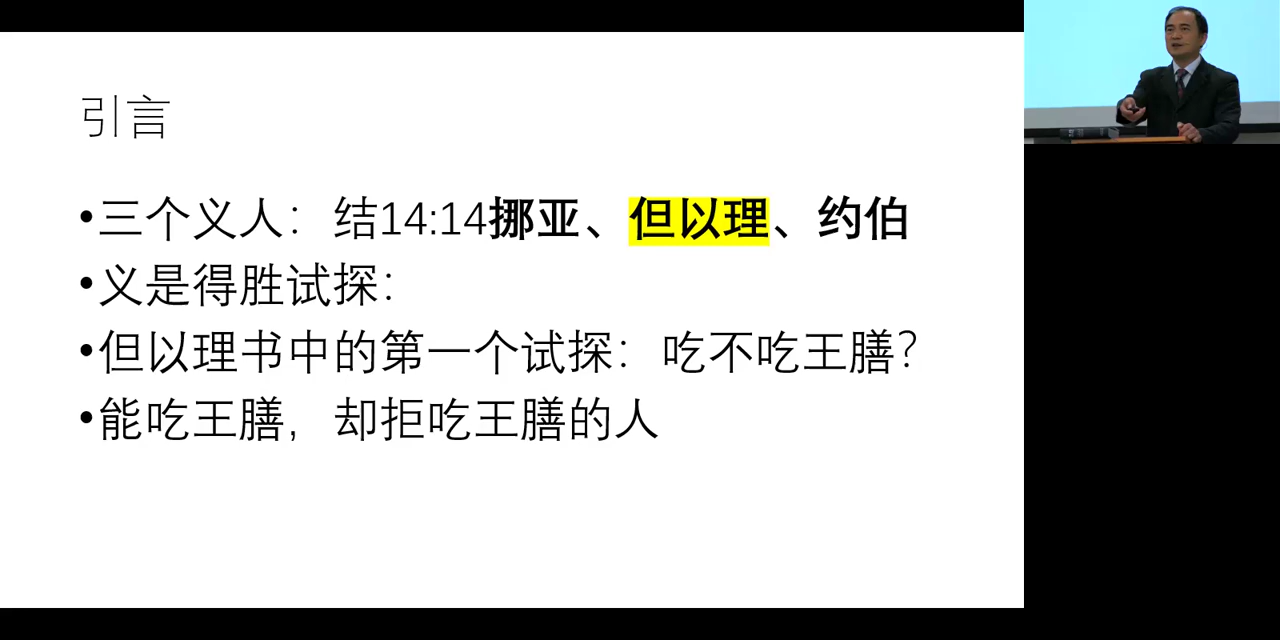 引言
•三个义人：结14:14挪亚、但以理、约伯
•义是得胜试探：
•但以理书中的第一个试探：吃不吃王膳？
•能吃王膳，却拒吃王膳的人